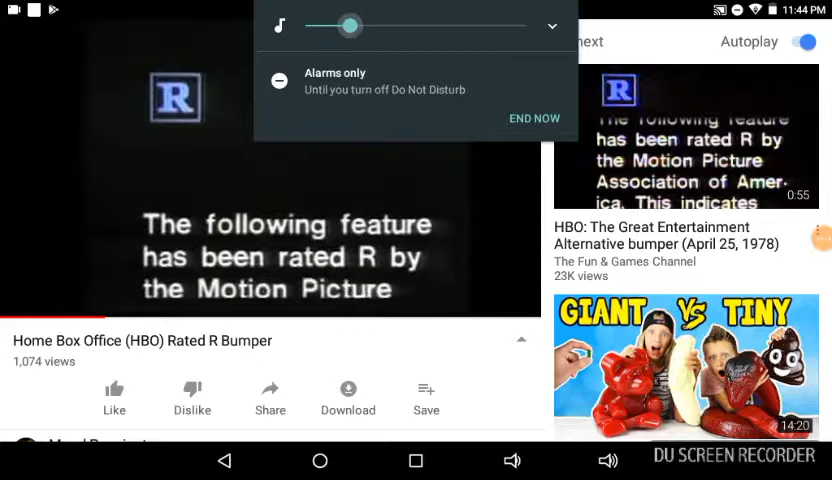 11:44 PM
next
Autoplay
Alarms only
Until you turn off Do Not Disturb
END NOW
R
The following feature
has been rated R by
the Motion Picture
R
The following feature
has been rated R by
the Motion Picture
Association of Amer-
ica. This indicates
0:55
HBO: The Great Entertainment
Alternative bumper (April 25, 1978)
The Fun & Games Channel
23K views
Home Box Office (HBO) Rated R Bumper
1,074 views
Like
Dislike
Share
Download
Save
GIANT VS TINY
14:20
DU SCREEN RECORDER